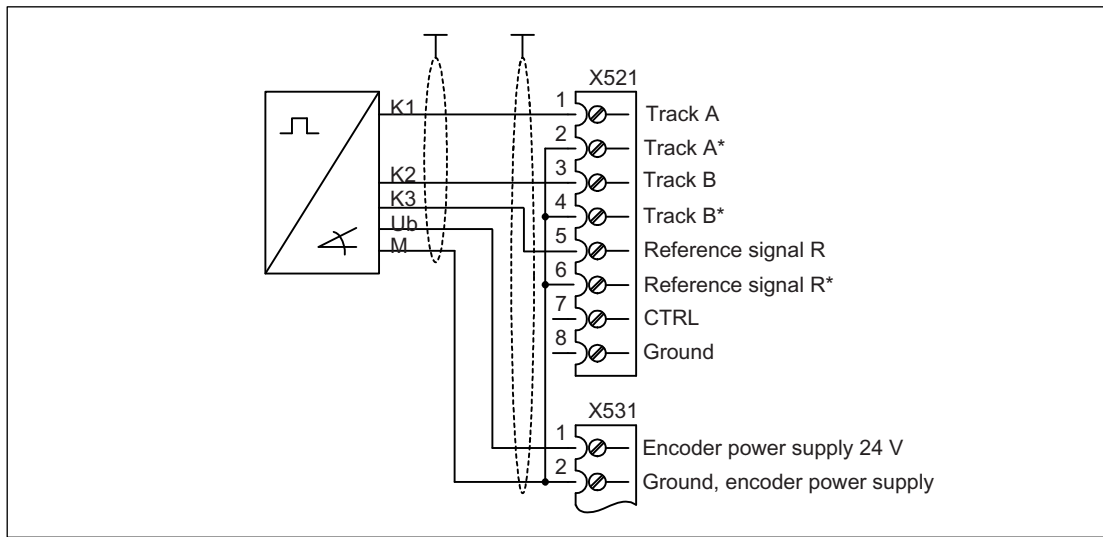 X521
K1
1
Track A
2
Track A*
K2
3
Track B
K3
4
Track B*
Ub
5
Reference signal R
M
6
Reference signal R*
7
CTRL
8
Ground
X531
1
Encoder power supply 24 V
2
Ground, encoder power supply